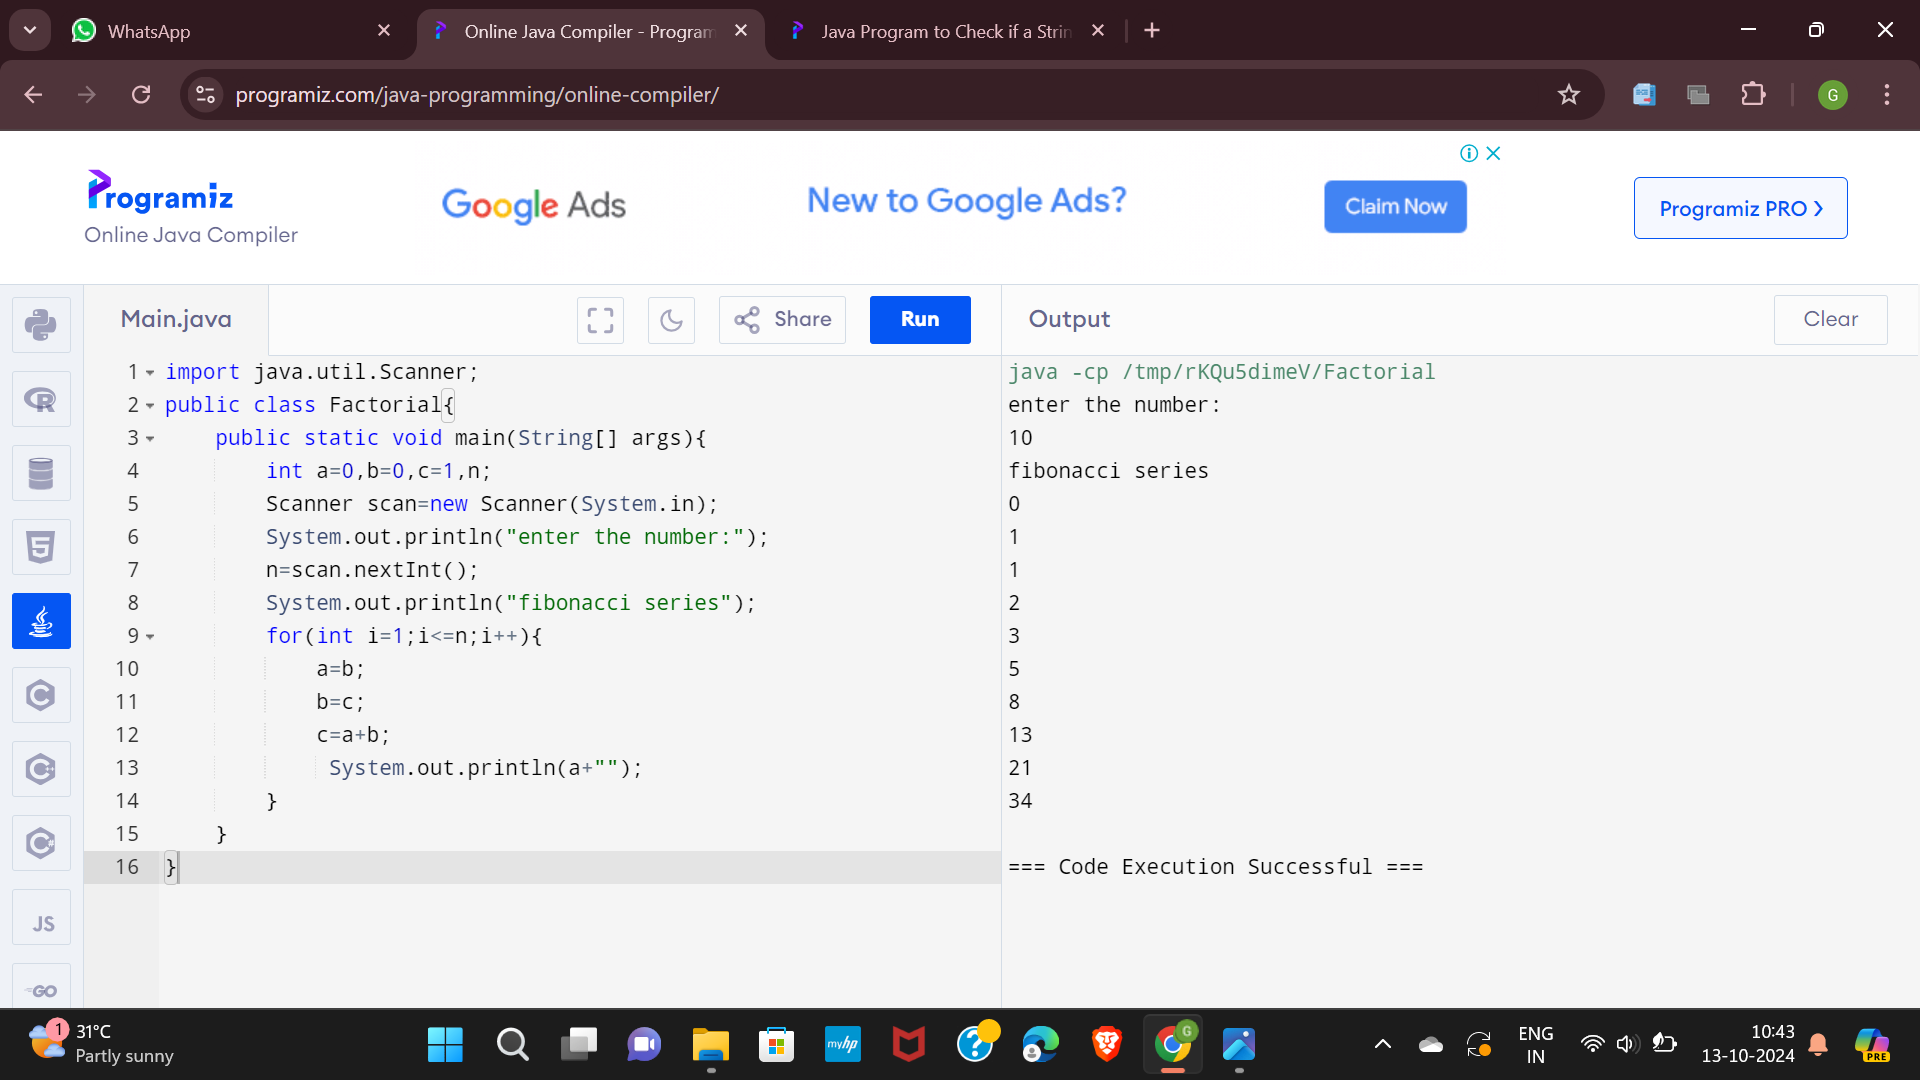 WhatsApp
Online Java Compiler - Program
Java Program to Check if a Strin
programiz.com/java-programming/online-compiler/
G
Programiz
Online Java Compiler
Google Ads
New to Google Ads?
Claim Now
Programiz PRO
Main.java
Share
Run
Output
Clear
1 import java.util.Scanner;
2 public class Factorial{
3 public static void main(String[] args){
4 int a=0,b=0,c=1,n;
5 Scanner scan=new Scanner(System.in);
6 System.out.println("enter the number:");
7 n=scan.nextInt();
8 System.out.println("fibonacci series");
9 for(int i=1;i<=n;i++){
10 a=b;
11 b=c;
12 c=a+b;
13 System.out.println(a+"");
14 }
15 }
16 }
java -cp /tmp/rKQu5dimeV/Factorial
enter the number:
10
fibonacci series
0
1
1
2
3
5
8
13
21
34
=== Code Execution Successful ===
R
5
C
C++
C#
JS
GO
1
31°C
Partly sunny
myhp
G
ENG
IN
10:43
13-10-2024
PRE